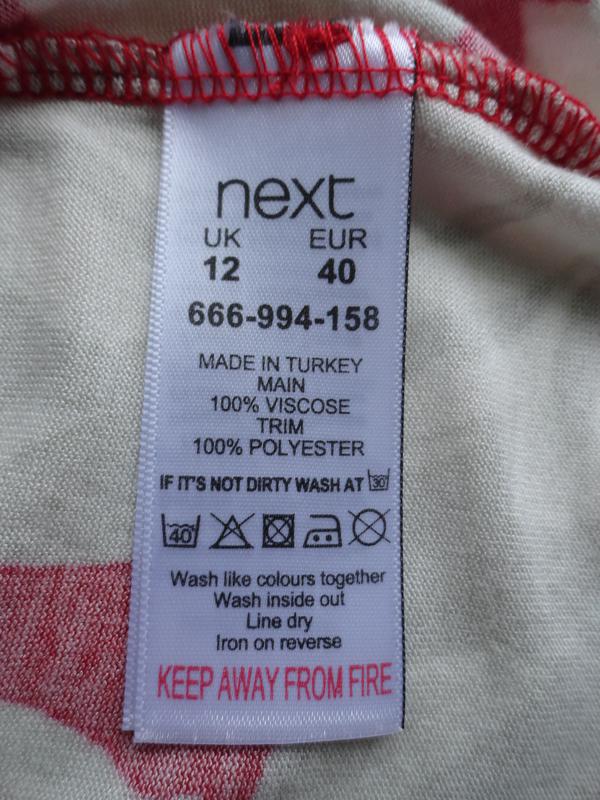 next
UK EUR
12 40
666-994-158
MADE IN TURKEY
MAIN
100% VISCOSE
TRIM
100% POLYESTER
IF IT'S NOT DIRTY WASH AT 30°
40°
Wash like colours together
Wash inside out
Line dry
Iron on reverse
KEEP AWAY FROM FIRE